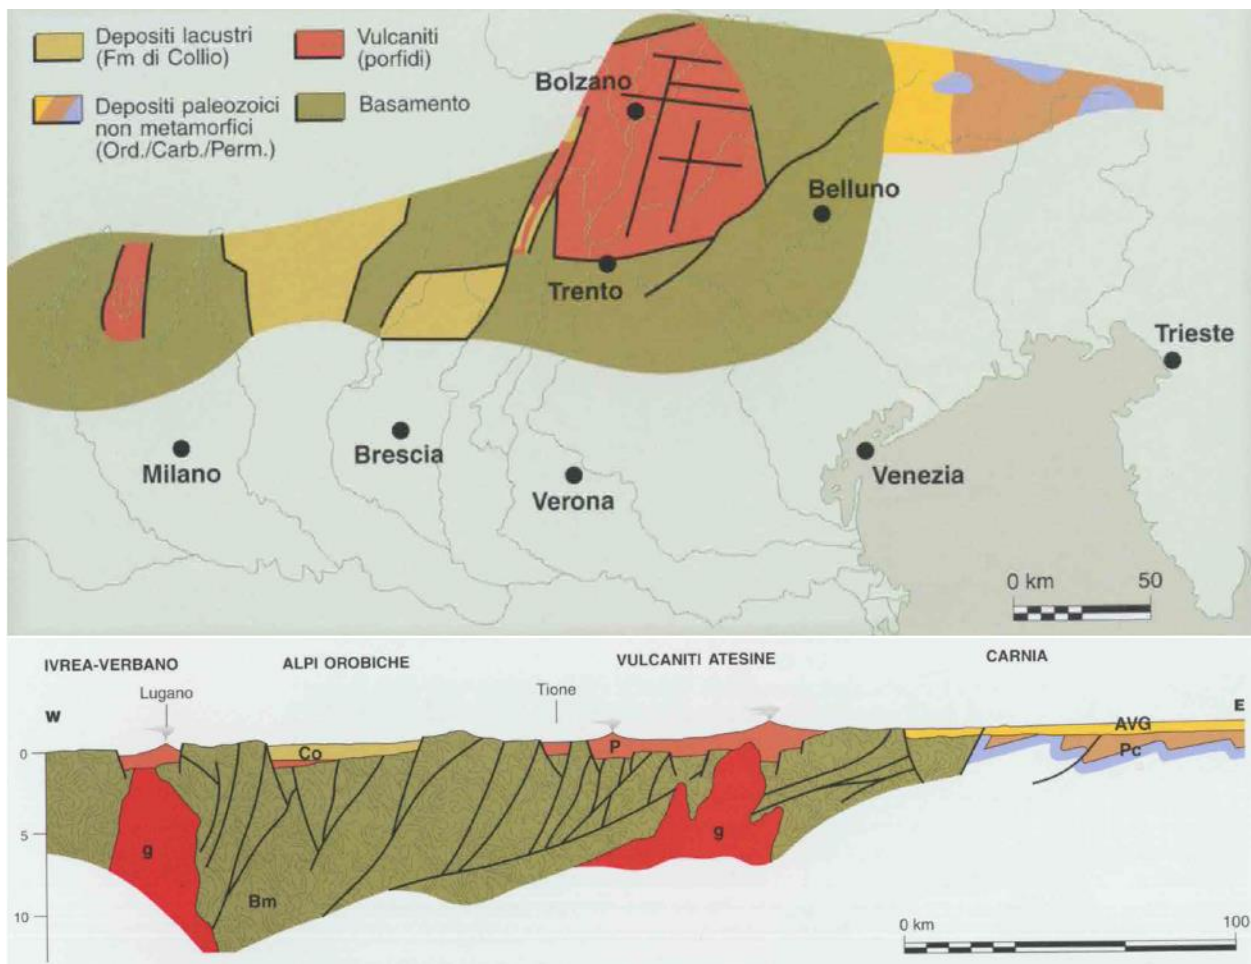 Depositi lacustri
(Fm di Collio)
Vulcaniti
(porfidi)
Depositi paleozoici
non metamorfici
(Ord./Carb./Perm.)
Basamento
Bolzano
Belluno
Trento
Trieste
Milano
Brescia
Verona
Venezia
0 km 50
IVREA-VERBANO
ALPI OROBICHE
VULCANITI ATESINE
CARNIA
Lugano
Tione
W
E
0
5
10
Co
P
AVG
Pc
g
g
Bm
0 km 100